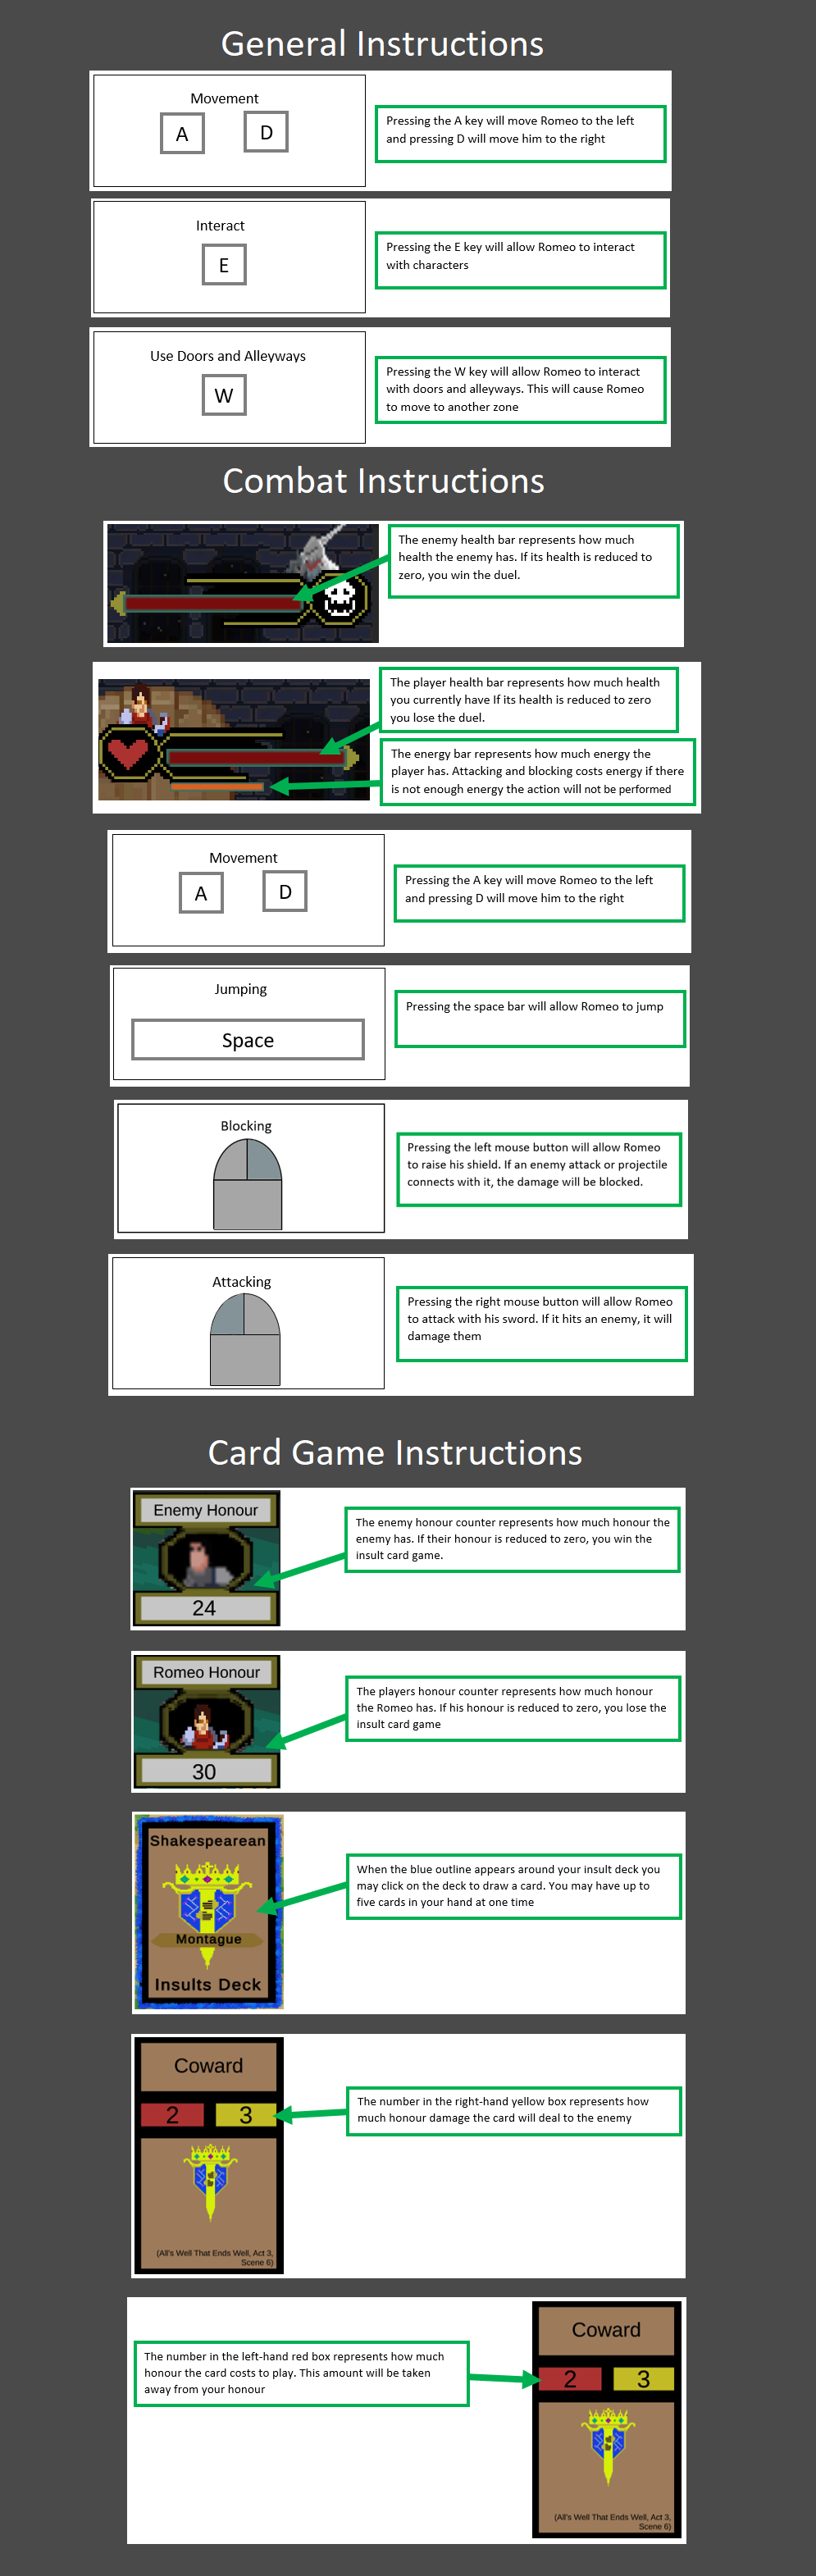 General Instructions
Movement
A
D
Pressing the A key will move Romeo to the left
and pressing D will move him to the right
Interact
E
Pressing the E key will allow Romeo to interact
with characters
Use Doors and Alleyways
W
Pressing the W key will allow Romeo to interact
with doors and alleyways. This will cause Romeo
to move to another zone
Combat Instructions
The enemy health bar represents how much
health the enemy has. If its health is reduced to
zero, you win the duel.
The player health bar represents how much health
you currently have If its health is reduced to zero
you lose the duel.
The energy bar represents how much energy the
player has. Attacking and blocking costs energy if there
is not enough energy the action will not be performed
Movement
A
D
Pressing the A key will move Romeo to the left
and pressing D will move him to the right
Jumping
Space
Pressing the space bar will allow Romeo to jump
Blocking
Pressing the left mouse button will allow Romeo
to raise his shield. If an enemy attack or projectile
connects with it, the damage will be blocked.
Attacking
Pressing the right mouse button will allow Romeo
to attack with his sword. If it hits an enemy, it will
damage them
Card Game Instructions
Enemy Honour
24
The enemy honour counter represents how much honour the
enemy has. If their honour is reduced to zero, you win the
insult card game.
Romeo Honour
30
The players honour counter represents how much honour
the Romeo has. If his honour is reduced to zero, you lose the
insult card game
Shakespearean
Montague
Insults Deck
When the blue outline appears around your insult deck you
may click on the deck to draw a card. You may have up to
five cards in your hand at one time
Coward
2
3
(All's Well That Ends Well, Act 3,
Scene 6)
The number in the right-hand yellow box represents how
much honour damage the card will deal to the enemy
The number in the left-hand red box represents how much
honour the card costs to play. This amount will be taken
away from your honour
Coward
2
3
(All's Well That Ends Well, Act 3,
Scene 6)